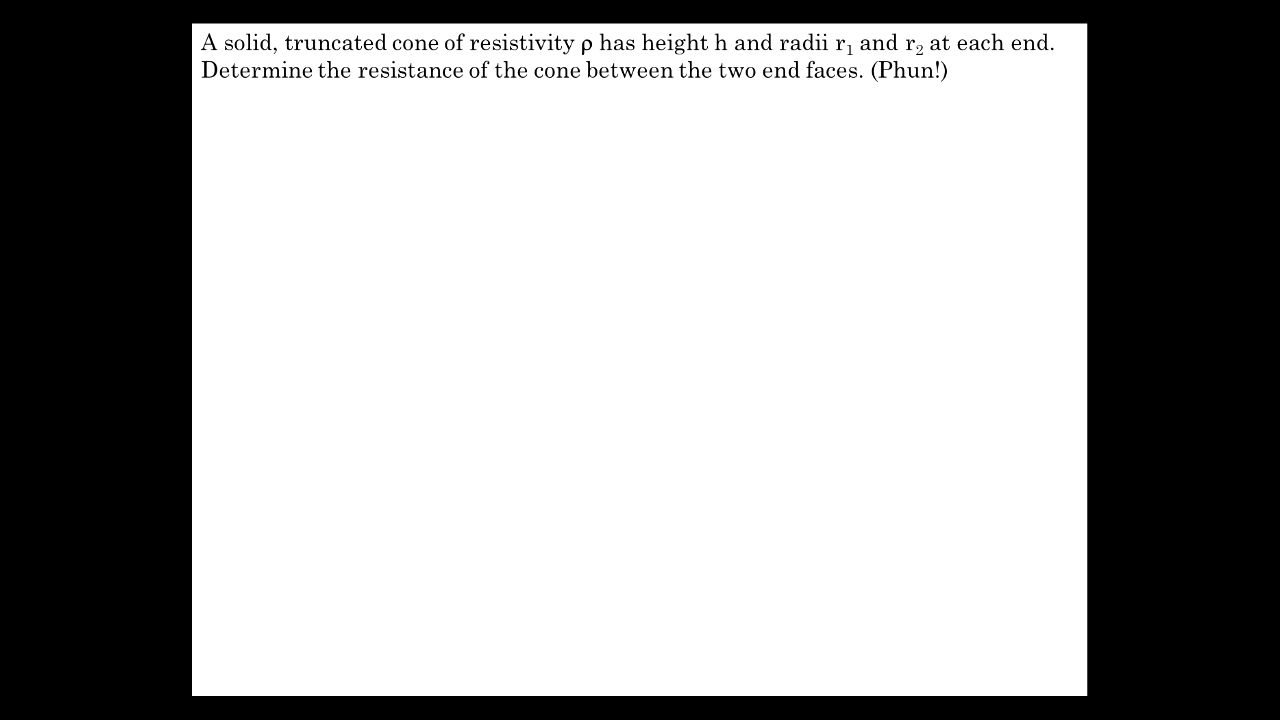 A solid, truncated cone of resistivity ρ has height h and radii r₁ and r₂ at each end.
Determine the resistance of the cone between the two end faces. (Phun!)